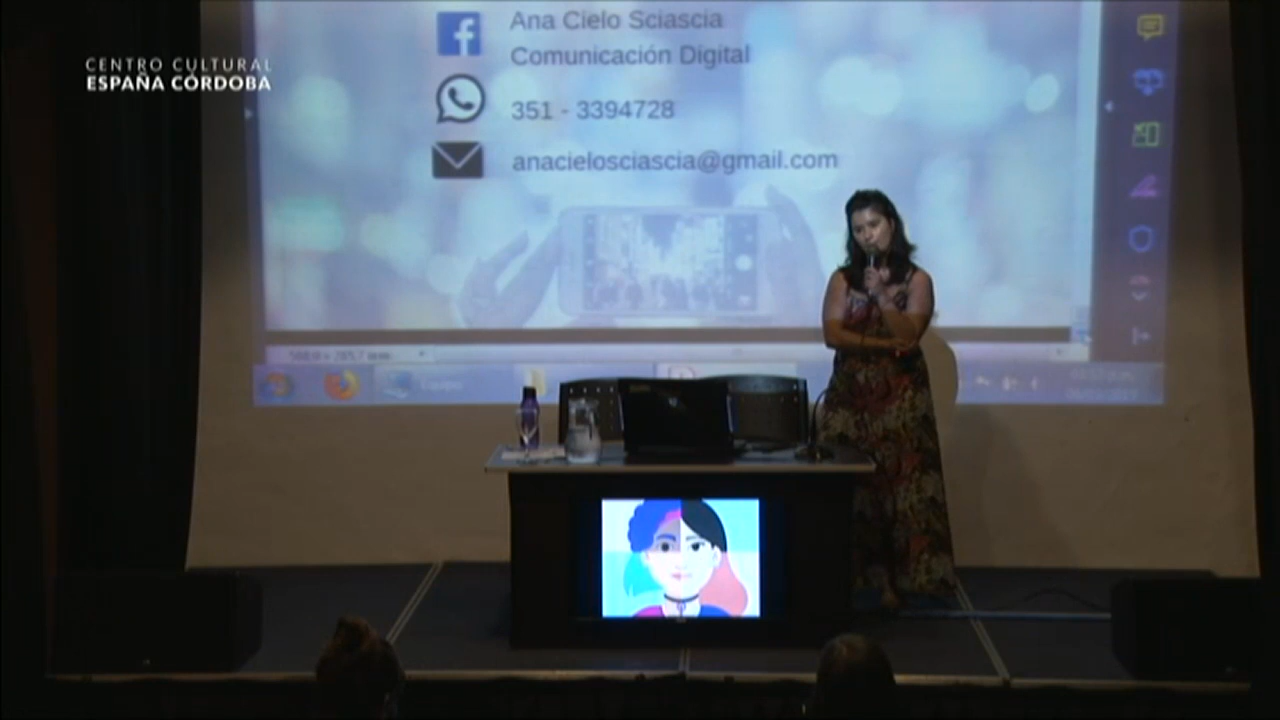 CENTRO CULTURAL
ESPAÑA CÓRDOBA
Ana Cielo Sciascia
Comunicación Digital
351 - 3394728
anacielosciascia@gmail.com